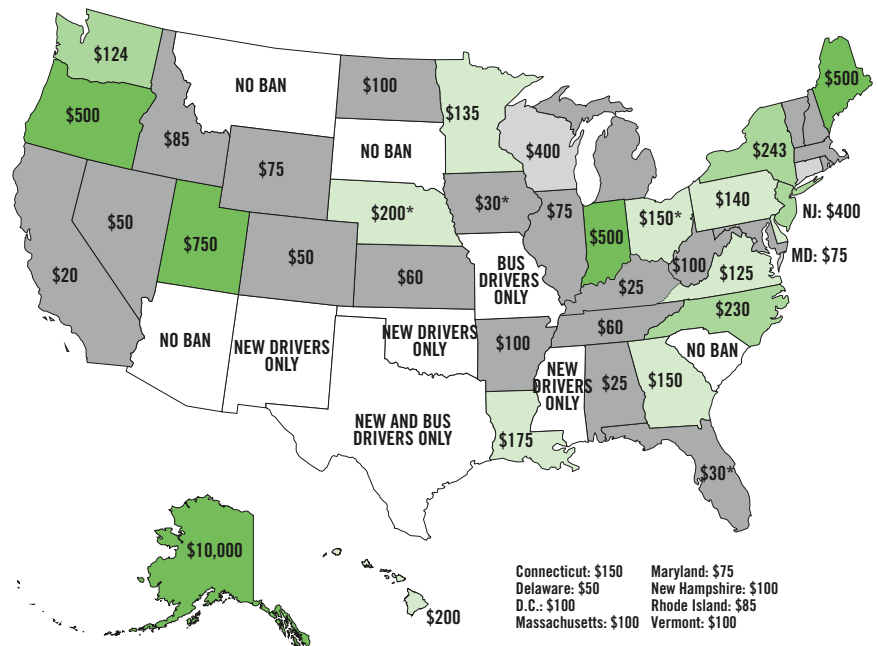 $124
$500
NO BAN
$100
$135
$500
$85
$75
NO BAN
$400
$243
$50
$750
$50
$200*
$30*
$75
$500
$150*
$140
NJ: $400
MD: $75
$20
$60
BUS
DRIVERS
ONLY
$25
$100
$125
$230
NO BAN
NEW DRIVERS
ONLY
NEW DRIVERS
ONLY
$100
$60
NO BAN
NEW
DRIVERS
ONLY
$25
$150
NEW AND BUS
DRIVERS ONLY
$175
$30*
$10,000
$200
Connecticut: $150
Delaware: $50
D.C.: $100
Massachusetts: $100
Maryland: $75
New Hampshire: $100
Rhode Island: $85
Vermont: $100